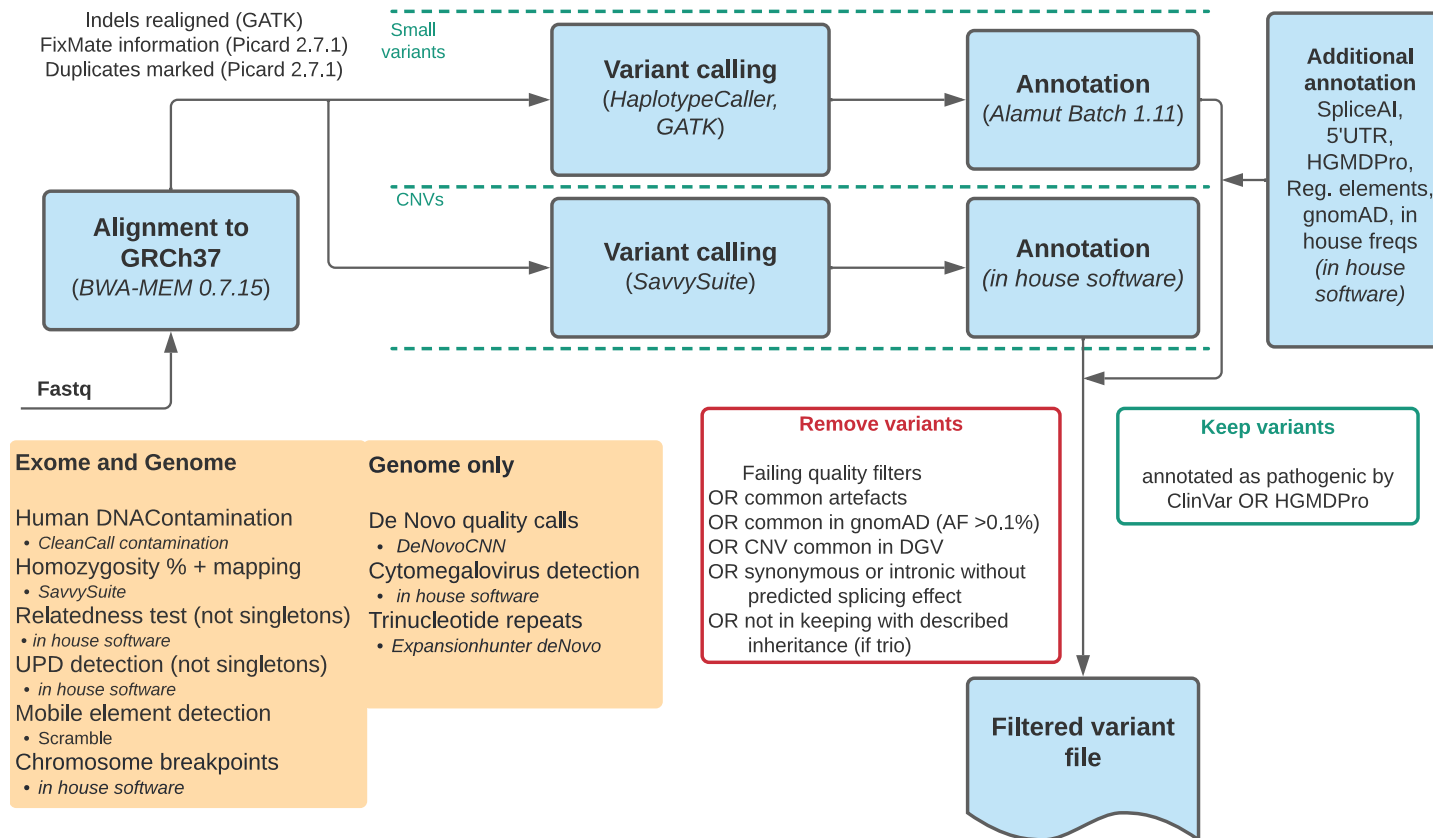 Indels realigned (GATK)
FixMate information (Picard 2.7.1)
Duplicates marked (Picard 2.7.1)
Small
variants
Variant calling
(HaplotypeCaller,
GATK)
Annotation
(Alamut Batch 1.11)
Additional
annotation
SpliceAI,
5'UTR,
HGMDPro,
Reg. elements,
gnomAD, in
house freqs
(in house
software)
Alignment to
GRCh37
(BWA-MEM 0.7.15)
CNVs
Variant calling
(SavvySuite)
Annotation
(in house software)
Fastq
Exome and Genome
Human DNAContamination
• CleanCall contamination
Homozygosity % + mapping
• SavvySuite
Relatedness test (not singletons)
• in house software
UPD detection (not singletons)
• in house software
Mobile element detection
• Scramble
Chromosome breakpoints
• in house software
Genome only
De Novo quality calls
• DeNovoCNN
Cytomegalovirus detection
• in house software
Trinucleotide repeats
• Expansionhunter deNovo
Remove variants
Failing quality filters
OR common artefacts
OR common in gnomAD (AF >0.1%)
OR CNV common in DGV
OR synonymous or intronic without
predicted splicing effect
OR not in keeping with described
inheritance (if trio)
Keep variants
annotated as pathogenic by
ClinVar OR HGMDPro
Filtered variant
file